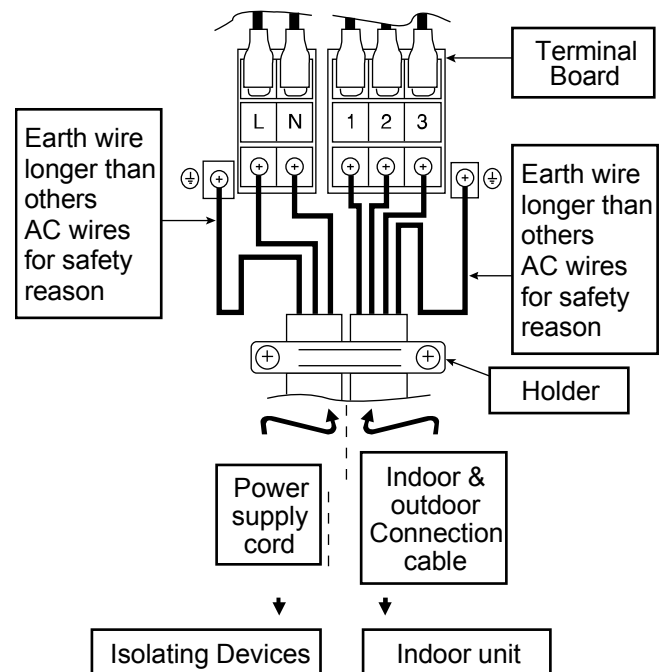 Terminal
Board
L N 1 2 3
Earth wire
longer than
others
AC wires
for safety
reason
Earth wire
longer than
others
AC wires
for safety
reason
Holder
Power
supply
cord
Indoor &
outdoor
Connection
cable
Isolating Devices
Indoor unit